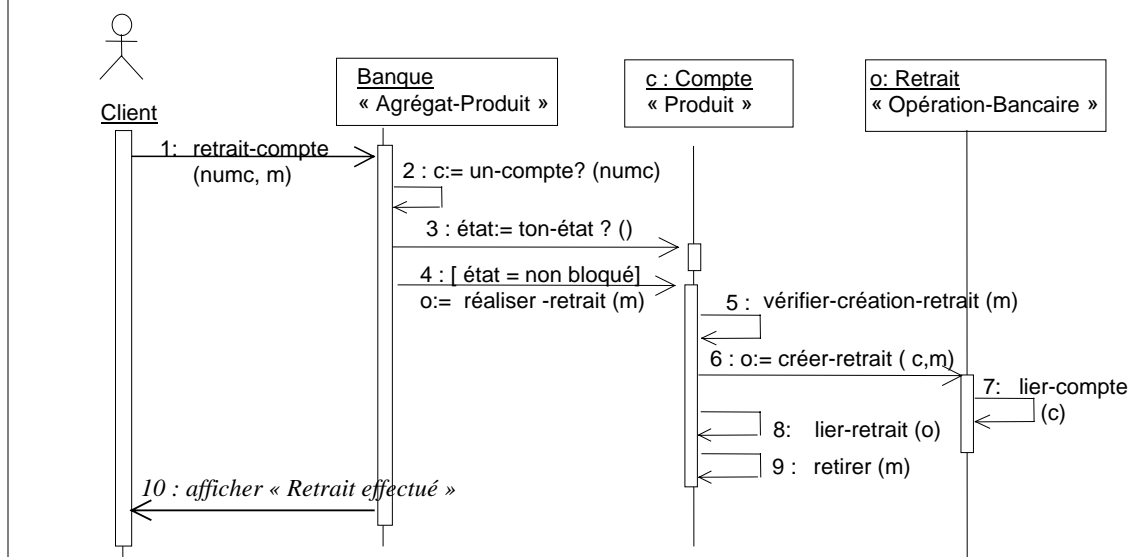 Client
Banque
« Agrégat-Produit »
c : Compte
« Produit »
o: Retrait
« Opération-Bancaire »
1: retrait-compte
(numc, m)
2 : c:= un-compte? (numc)
3 : état:= ton-état ? ()
4 : [ état = non bloqué]
o:= réaliser -retrait (m)
5 : vérifier-création-retrait (m)
6 : o:= créer-retrait ( c,m)
7: lier-compte
(c)
8: lier-retrait (o)
9 : retirer (m)
10 : afficher « Retrait effectué »